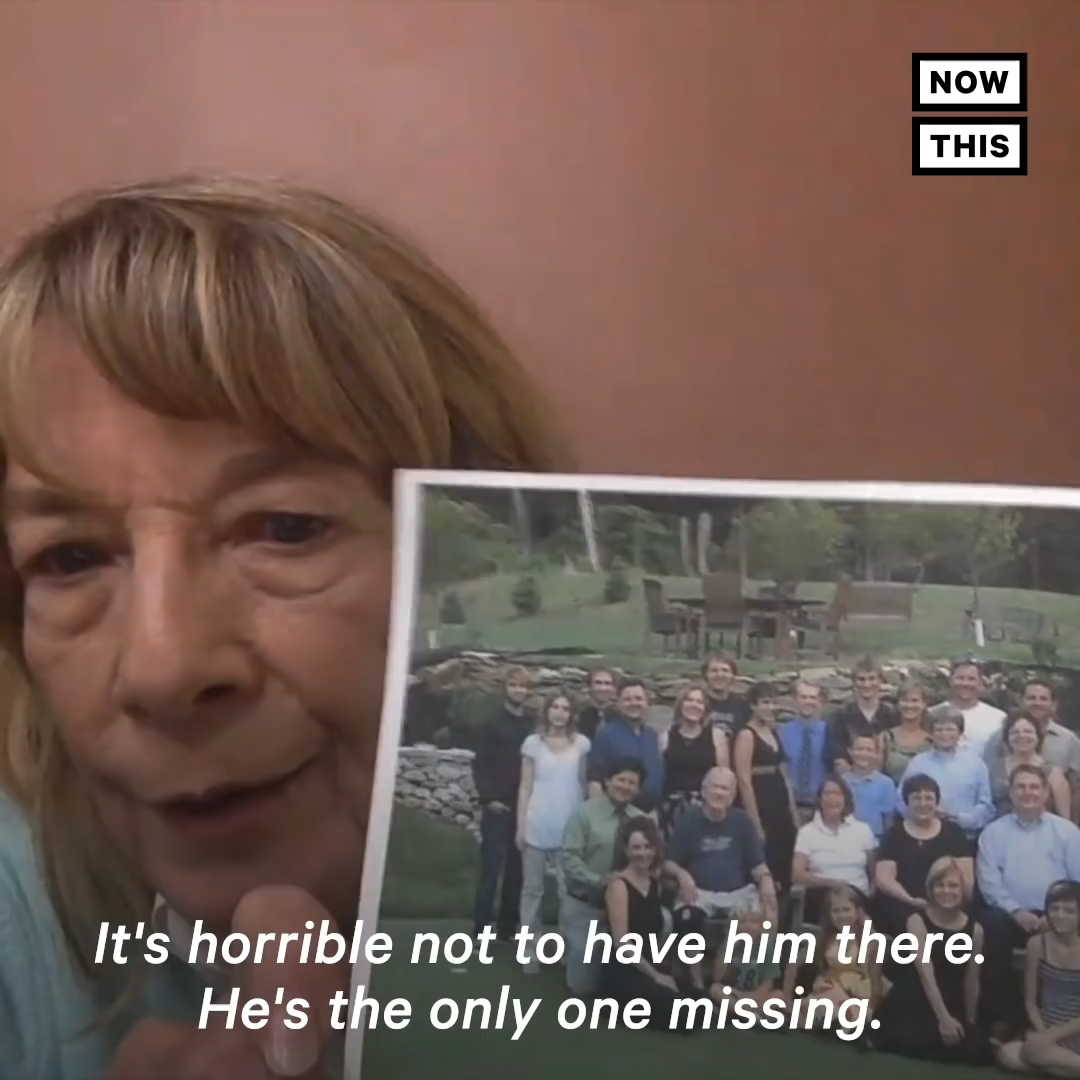 NOW
THIS
It's horrible not to have him there.
He's the only one missing.